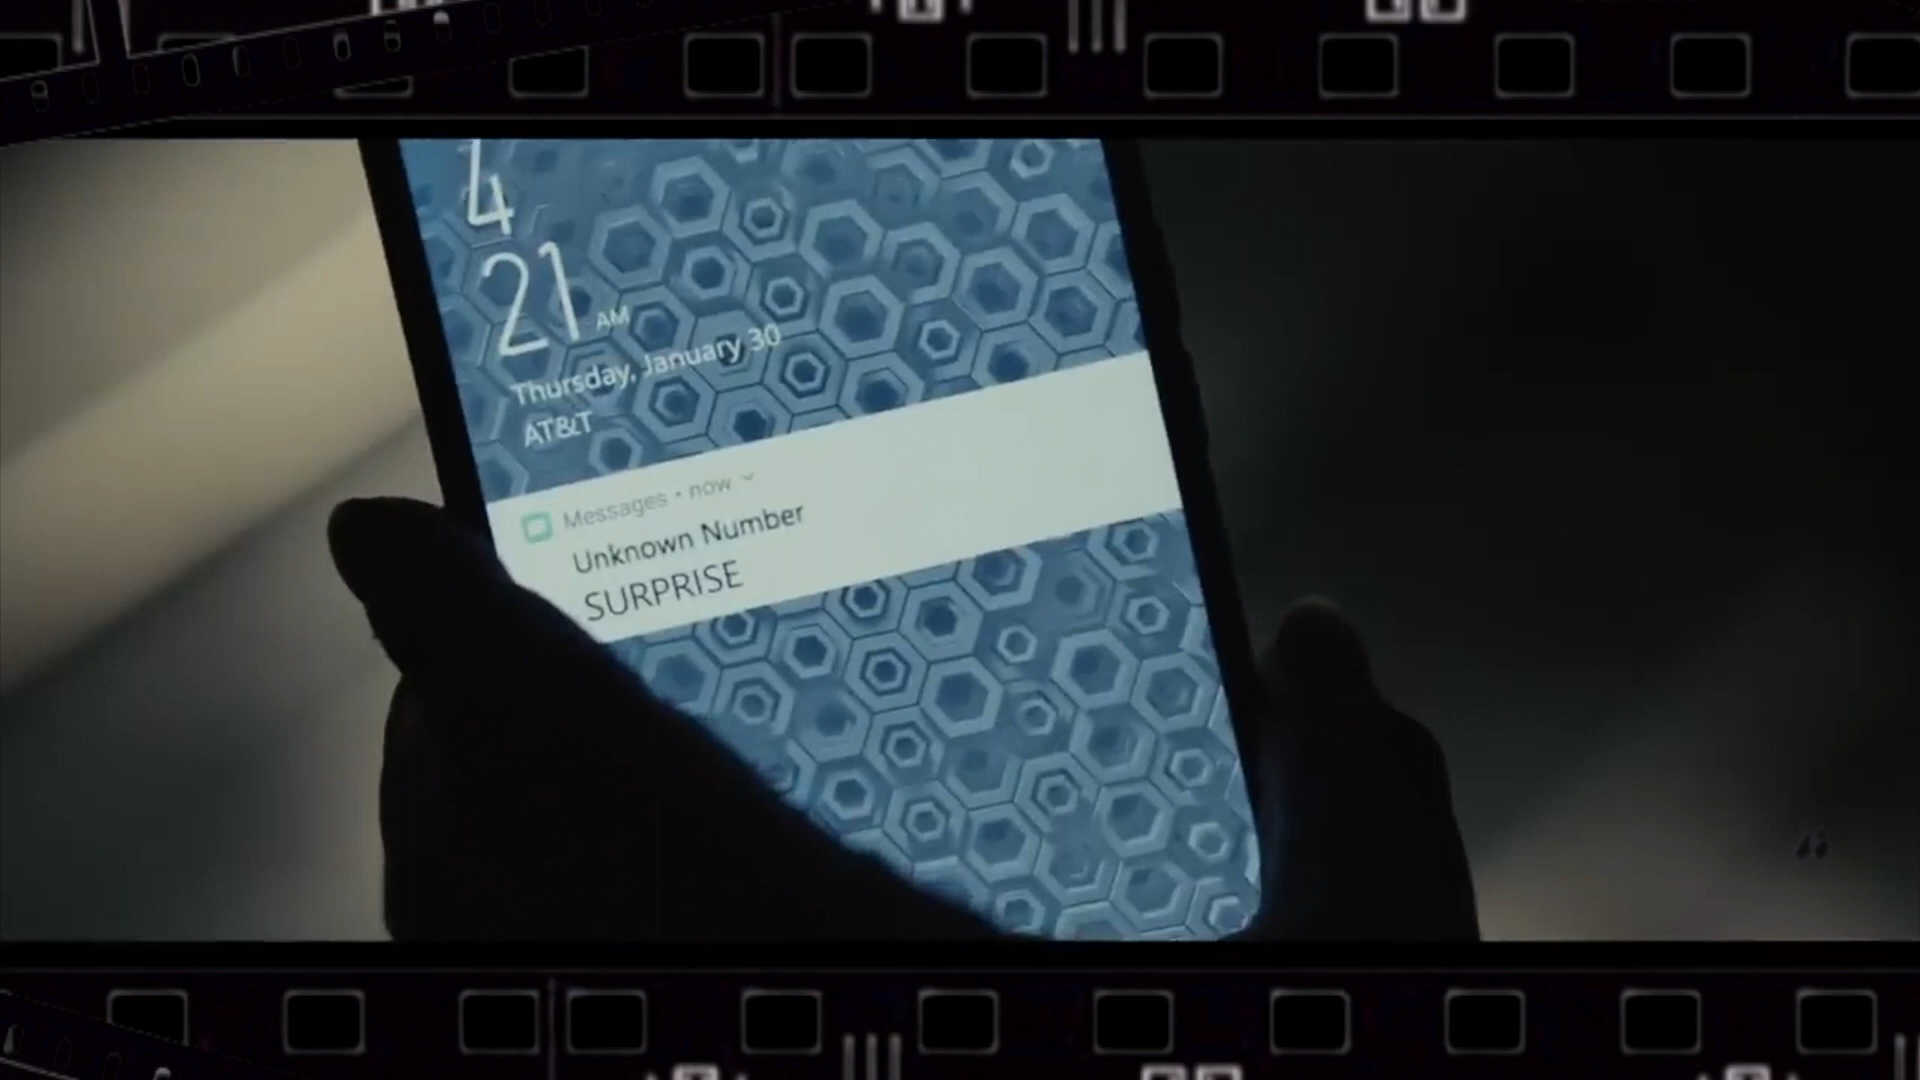 4
21 AM
Thursday, January 30
AT&T
Messages • now
Unknown Number
SURPRISE